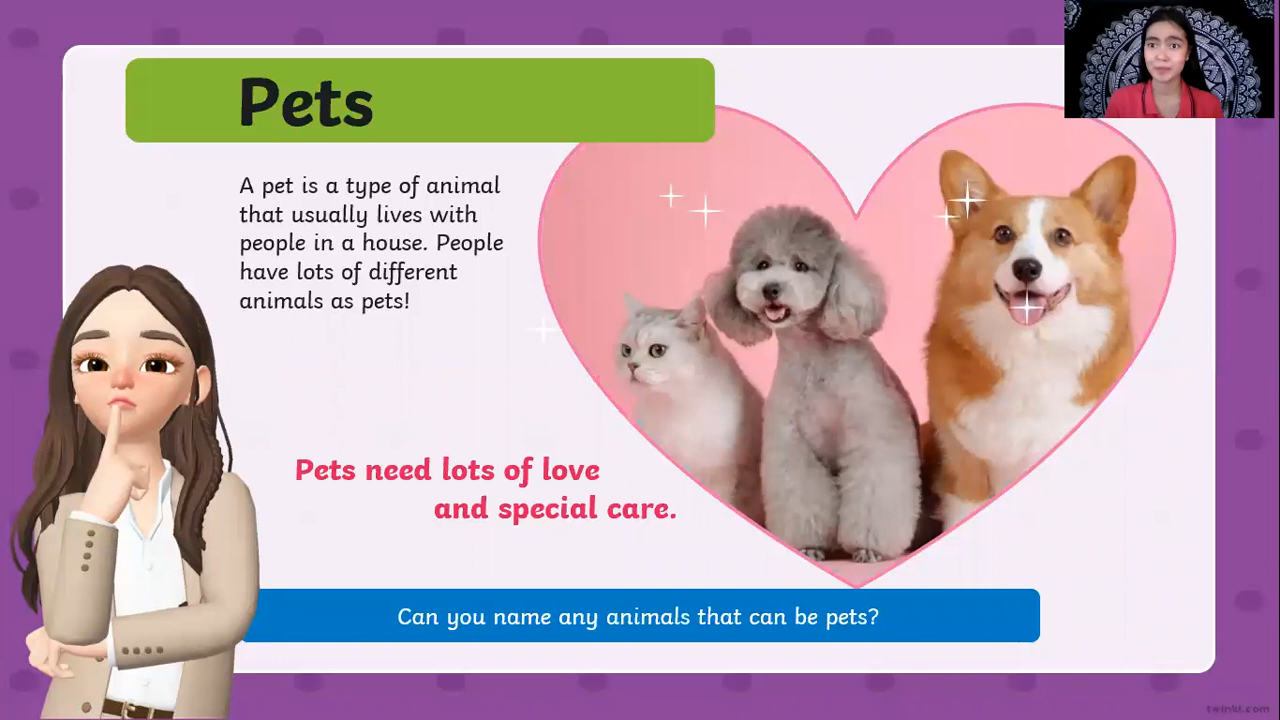 Pets
A pet is a type of animal
that usually lives with
people in a house. People
have lots of different
animals as pets!
Pets need lots of love
and special care.
Can you name any animals that can be pets?
twinkl.com